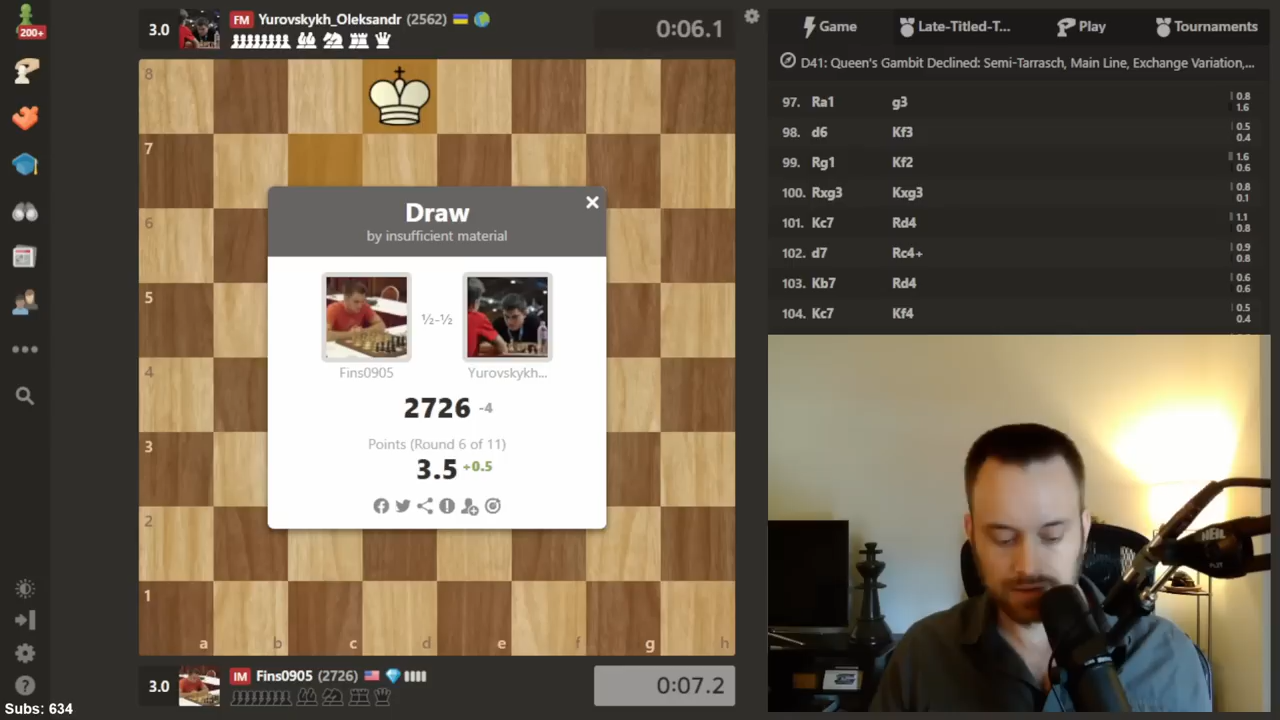 200+
3.0
FM Yurovskykh_Oleksandr (2562)
0:06.1
8
7
6
5
4
3
2
1
a b c d e f g h
Draw
by insufficient material
½-½
Fins0905
Yurovskykh...
2726 -4
Points (Round 6 of 11)
3.5 +0.5
3.0
IM Fins0905 (2726)
0:07.2
Subs: 634
Game
Late-Titled-T...
Play
Tournaments
D41: Queen's Gambit Declined: Semi-Tarrasch, Main Line, Exchange Variation,...
97. Ra1 g3 0.8 1.6
98. d6 Kf3 0.5 0.4
99. Rg1 Kf2 1.6 0.6
100. Rxg3 Kxg3 0.8 0.1
101. Kc7 Rd4 1.1 0.8
102. d7 Rc4+ 0.9 0.8
103. Kb7 Rd4 0.6 0.6
104. Kc7 Kf4 0.5 0.4
HEIL